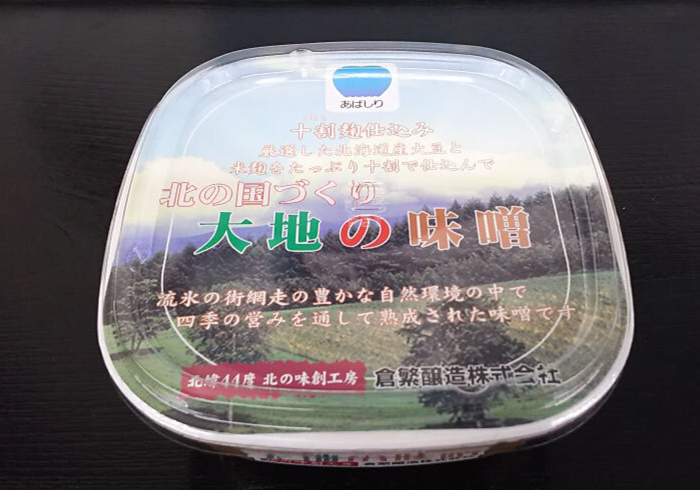 あばしり
十割麹仕込み
厳選した北海道産大豆と
米麹をたっぷり十割で仕込んで
北の国づくり
大地の味噌
流氷の街網走の豊かな自然環境の中で
四季の営みを通して熟成された味噌です
北緯44度 北の味創工房 倉繁醸造株式会社